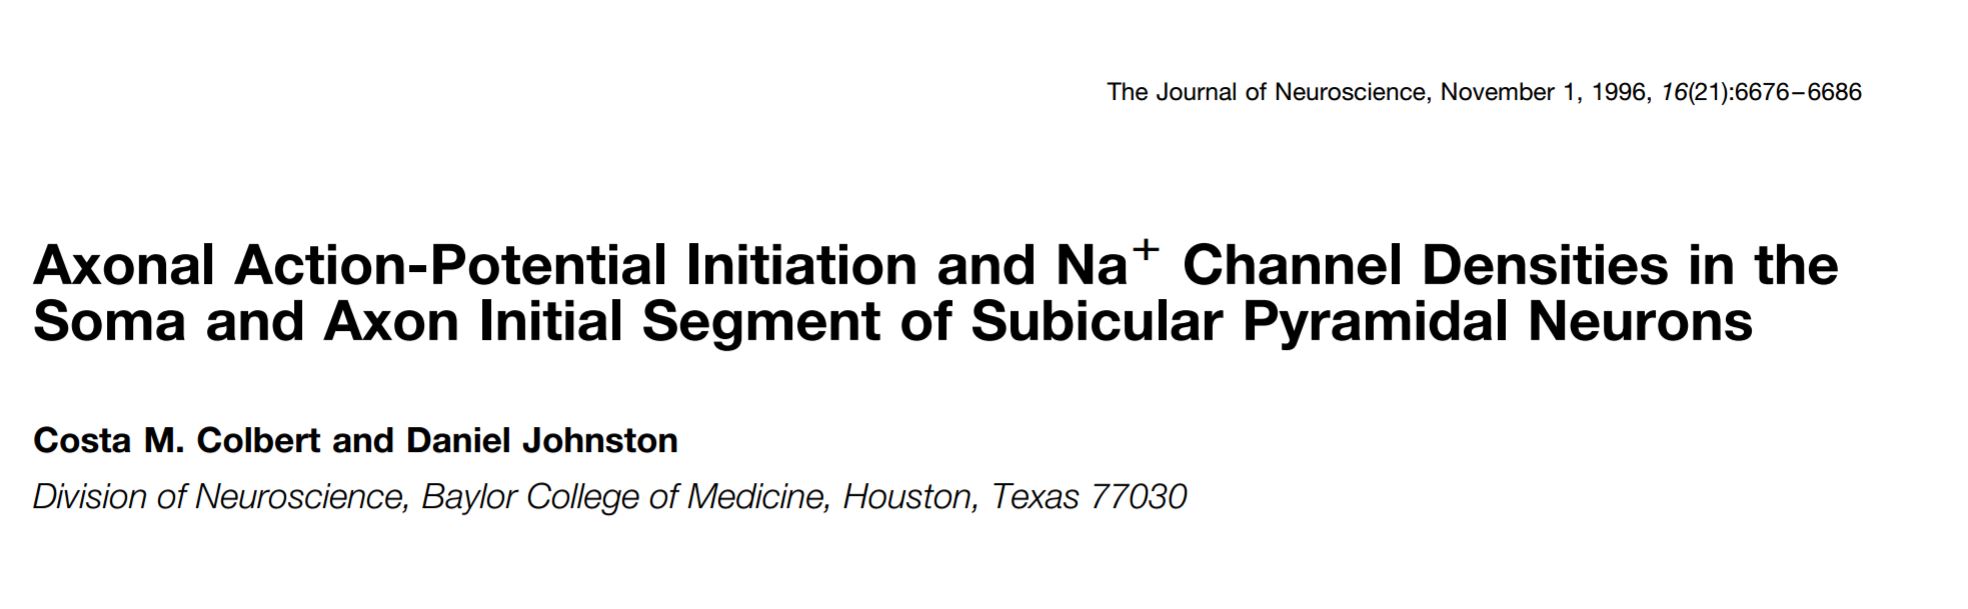 The Journal of Neuroscience, November 1, 1996, 16(21):6676–6686
Axonal Action-Potential Initiation and Na⁺ Channel Densities in the
Soma and Axon Initial Segment of Subicular Pyramidal Neurons
Costa M. Colbert and Daniel Johnston
Division of Neuroscience, Baylor College of Medicine, Houston, Texas 77030